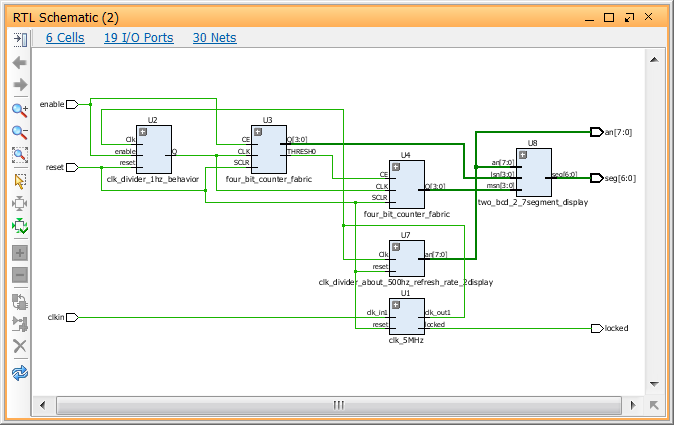 RTL Schematic (2)
6 Cells 19 I/O Ports 30 Nets
enable
reset
clkin
U2
Clk
enable
reset
Q
clk_divider_1hz_behavior
U3
CE
CLK
SCLR
Q[3:0]
THRESH0
four_bit_counter_fabric
U4
CE
CLK
SCLR
Q[3:0]
four_bit_counter_fabric
U8
an[7:0]
lsn[3:0]
msn[3:0]
seg[6:0]
two_bcd_2_7segment_display
U7
Clk
reset
an[7:0]
clk_divider_about_500hz_refresh_rate_2display
U1
clk_in1
reset
clk_out1
locked
clk_5MHz
an[7:0]
seg[6:0]
locked